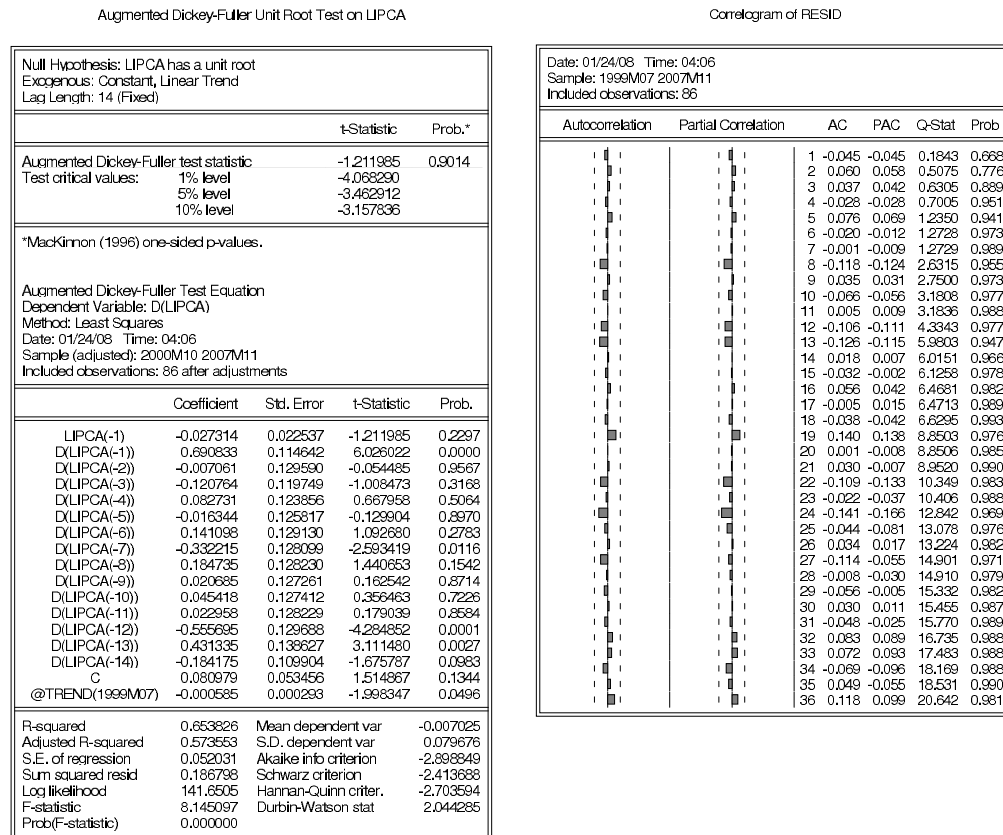 Augmented Dickey-Fuller Unit Root Test on LIPCA
Null Hypothesis: LIPCA has a unit root
Exogenous: Constant, Linear Trend
Lag Length: 14 (Fixed)
t-Statistic Prob.*
Augmented Dickey-Fuller test statistic -1.211985 0.9014
Test critical values: 1% level -4.068290
5% level -3.462912
10% level -3.157836
*MacKinnon (1996) one-sided p-values.
Augmented Dickey-Fuller Test Equation
Dependent Variable: D(LIPCA)
Method: Least Squares
Date: 01/24/08 Time: 04:06
Sample (adjusted): 2000M10 2007M11
Included observations: 86 after adjustments
Coefficient Std. Error t-Statistic Prob.
LIPCA(-1) -0.027314 0.022537 -1.211985 0.2297
D(LIPCA(-1)) 0.690833 0.114642 6.026022 0.0000
D(LIPCA(-2)) -0.007061 0.129590 -0.054485 0.9567
D(LIPCA(-3)) -0.120764 0.119749 -1.008473 0.3168
D(LIPCA(-4)) 0.082731 0.123856 0.667958 0.5064
D(LIPCA(-5)) -0.016344 0.125817 -0.129904 0.8970
D(LIPCA(-6)) 0.141098 0.129130 1.092680 0.2783
D(LIPCA(-7)) -0.332215 0.128099 -2.593419 0.0116
D(LIPCA(-8)) 0.184735 0.128230 1.440653 0.1542
D(LIPCA(-9)) 0.020685 0.127261 0.162542 0.8714
D(LIPCA(-10)) 0.045418 0.127412 0.356463 0.7226
D(LIPCA(-11)) 0.022958 0.128229 0.179039 0.8584
D(LIPCA(-12)) -0.555695 0.129688 -4.284852 0.0001
D(LIPCA(-13)) 0.431335 0.138627 3.111480 0.0027
D(LIPCA(-14)) -0.184175 0.109904 -1.675787 0.0983
C 0.080979 0.053456 1.514867 0.1344
@TREND(1999M07) -0.000585 0.000293 -1.998347 0.0496
R-squared 0.653826 Mean dependent var -0.007025
Adjusted R-squared 0.573553 S.D. dependent var 0.079676
S.E. of regression 0.052031 Akaike info criterion -2.898849
Sum squared resid 0.186798 Schwarz criterion -2.413688
Log likelihood 141.6505 Hannan-Quinn criter. -2.703594
F-statistic 8.145097 Durbin-Watson stat 2.044285
Prob(F-statistic) 0.000000
Correlogram of RESID
Date: 01/24/08 Time: 04:06
Sample: 1999M07 2007M11
Included observations: 86
Autocorrelation Partial Correlation AC PAC Q-Stat Prob
1 -0.045 -0.045 0.1843 0.668
2 0.060 0.058 0.5075 0.776
3 0.037 0.042 0.6305 0.889
4 -0.028 -0.028 0.7005 0.951
5 0.076 0.069 1.2350 0.941
6 -0.020 -0.012 1.2728 0.973
7 -0.001 -0.009 1.2729 0.989
8 -0.118 -0.124 2.6315 0.955
9 0.035 0.031 2.7500 0.973
10 -0.066 -0.056 3.1808 0.977
11 0.005 0.009 3.1836 0.988
12 -0.106 -0.111 4.3343 0.977
13 -0.126 -0.115 5.9803 0.947
14 0.018 0.007 6.0151 0.966
15 -0.032 -0.002 6.1258 0.978
16 0.056 0.042 6.4681 0.982
17 -0.005 0.015 6.4713 0.989
18 -0.038 -0.042 6.6295 0.993
19 0.140 0.138 8.8503 0.976
20 0.001 -0.008 8.8506 0.985
21 0.030 -0.007 8.9520 0.990
22 -0.109 -0.133 10.349 0.983
23 -0.022 -0.037 10.406 0.988
24 -0.141 -0.166 12.842 0.969
25 -0.044 -0.081 13.078 0.976
26 0.034 0.017 13.224 0.982
27 -0.114 -0.055 14.901 0.971
28 -0.008 -0.030 14.910 0.979
29 -0.056 -0.005 15.332 0.982
30 0.030 0.011 15.455 0.987
31 -0.048 -0.025 15.770 0.989
32 0.083 0.089 16.735 0.988
33 0.072 0.093 17.483 0.988
34 -0.069 -0.096 18.169 0.988
35 0.049 -0.055 18.531 0.990
36 0.118 0.099 20.642 0.981